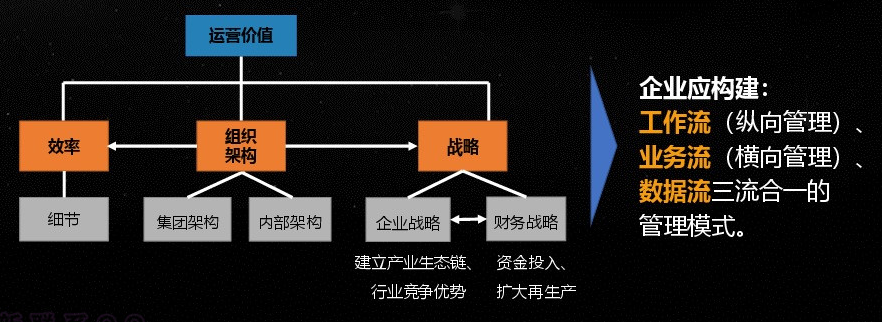 运营价值
效率
组织
架构
战略
细节
集团架构
内部架构
企业战略
财务战略
建立产业生态链、
行业竞争优势
资金投入、
扩大再生产
企业应构建：
工作流（纵向管理）、
业务流（横向管理）、
数据流三流合一的
管理模式。